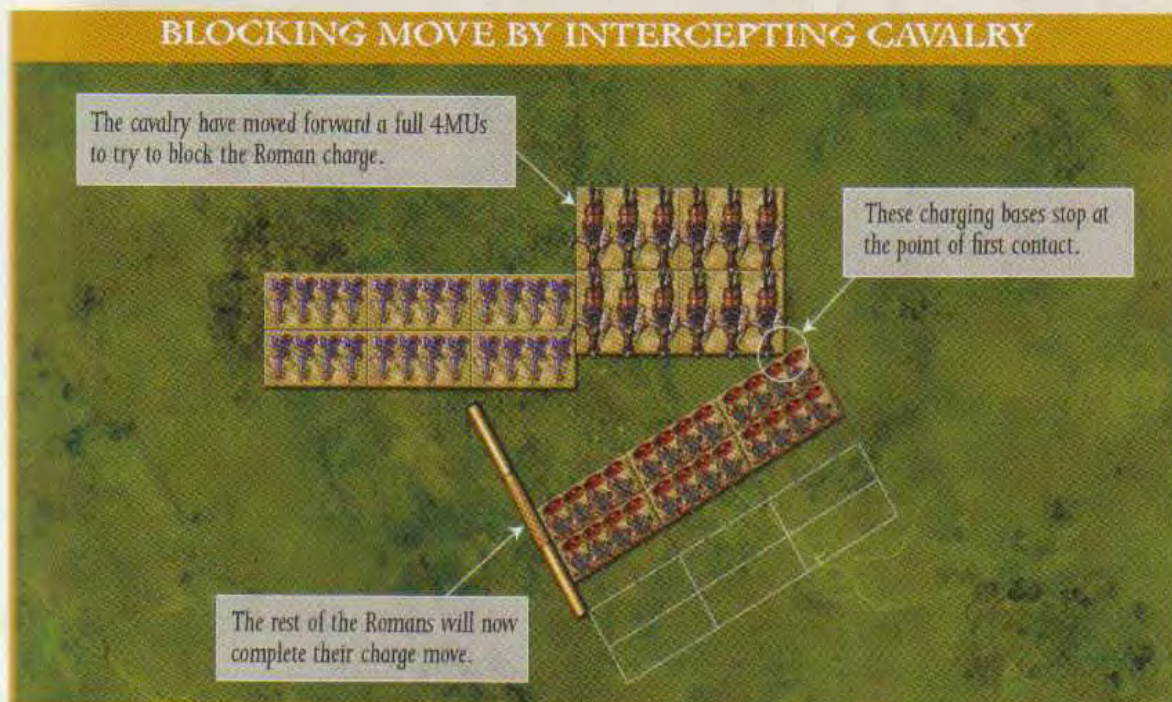 BLOCKING MOVE BY INTERCEPTING CAVALRY
The cavalry have moved forward a full 4MUs
to try to block the Roman charge.
These charging bases stop at
the point of first contact.
The rest of the Romans will now
complete their charge move.